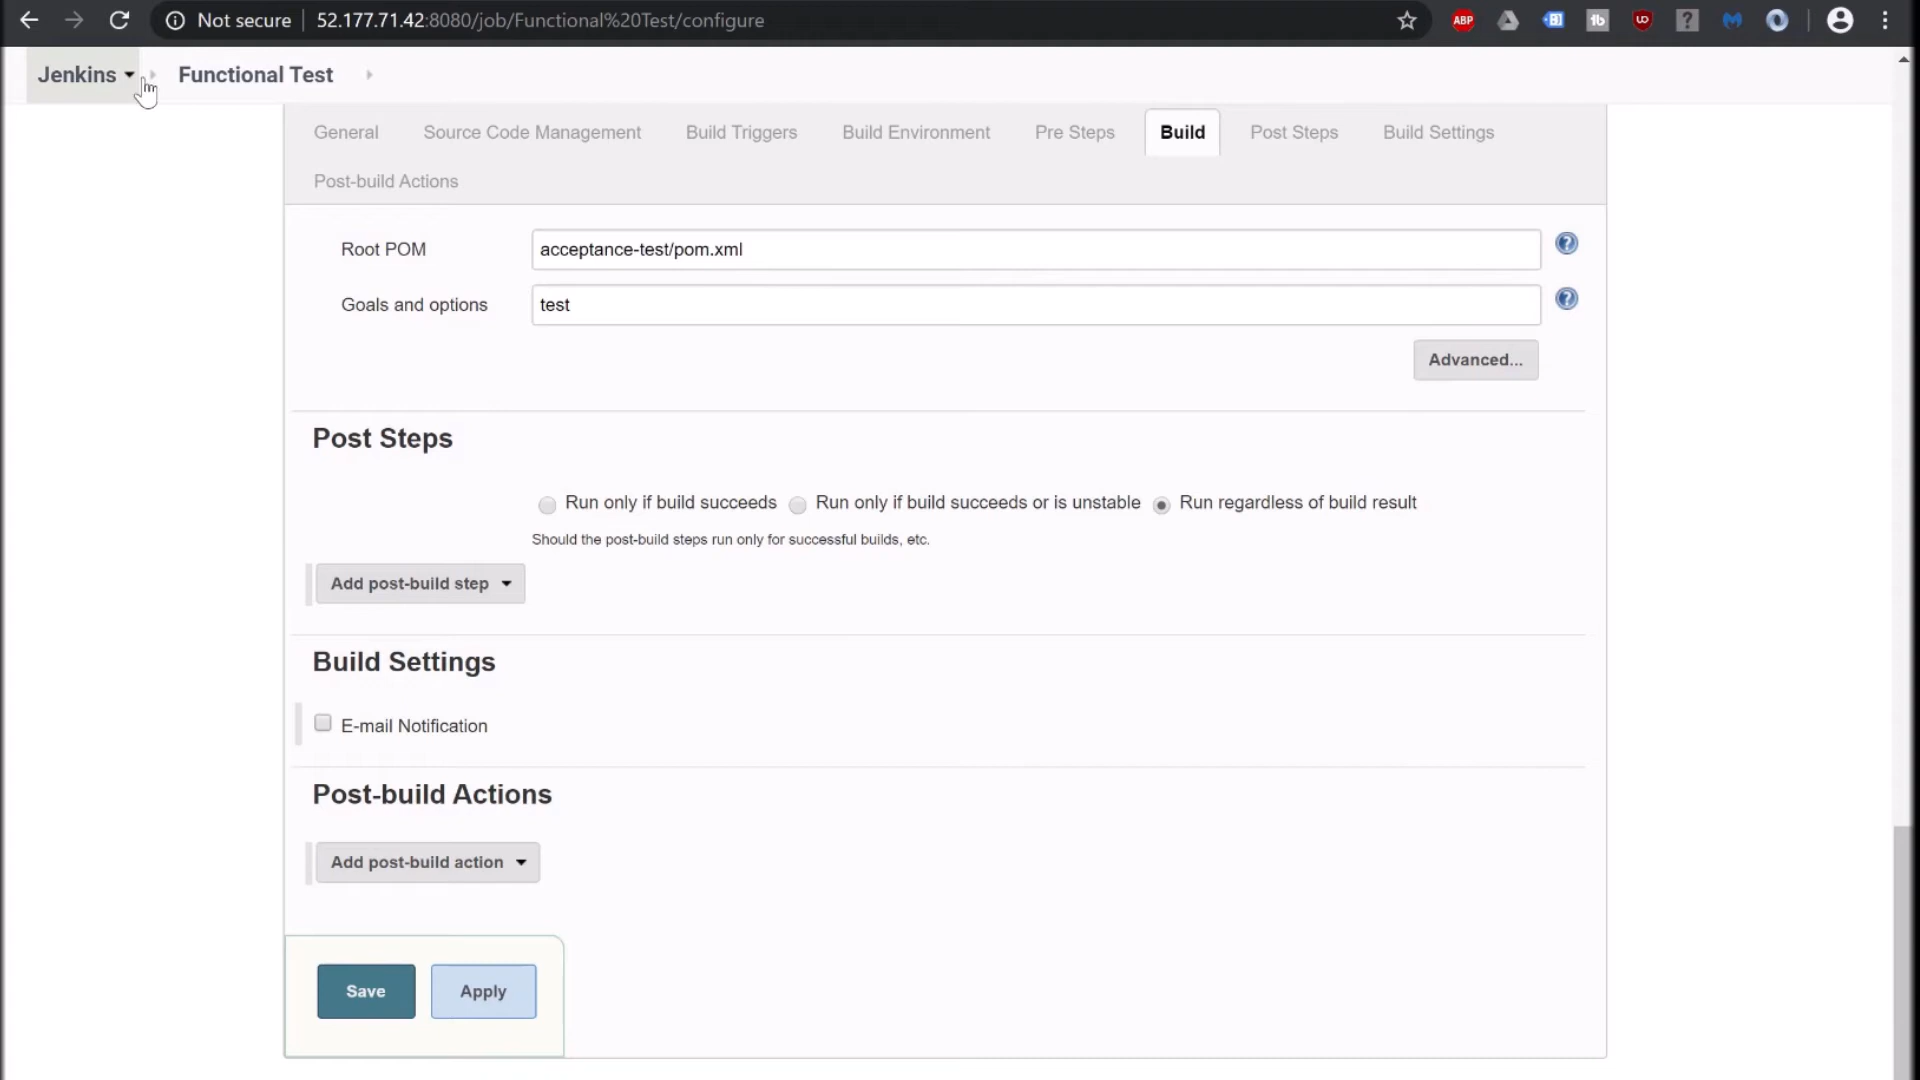 Not secure 52.177.71.42:8080/job/Functional%20Test/configure
ABP
Jenkins Functional Test
General Source Code Management Build Triggers Build Environment Pre Steps Build Post Steps Build Settings
Post-build Actions
Root POM acceptance-test/pom.xml ?
Goals and options test ?
Advanced...
Post Steps
Run only if build succeeds Run only if build succeeds or is unstable Run regardless of build result
Should the post-build steps run only for successful builds, etc.
Add post-build step
Build Settings
E-mail Notification
Post-build Actions
Add post-build action
Save Apply